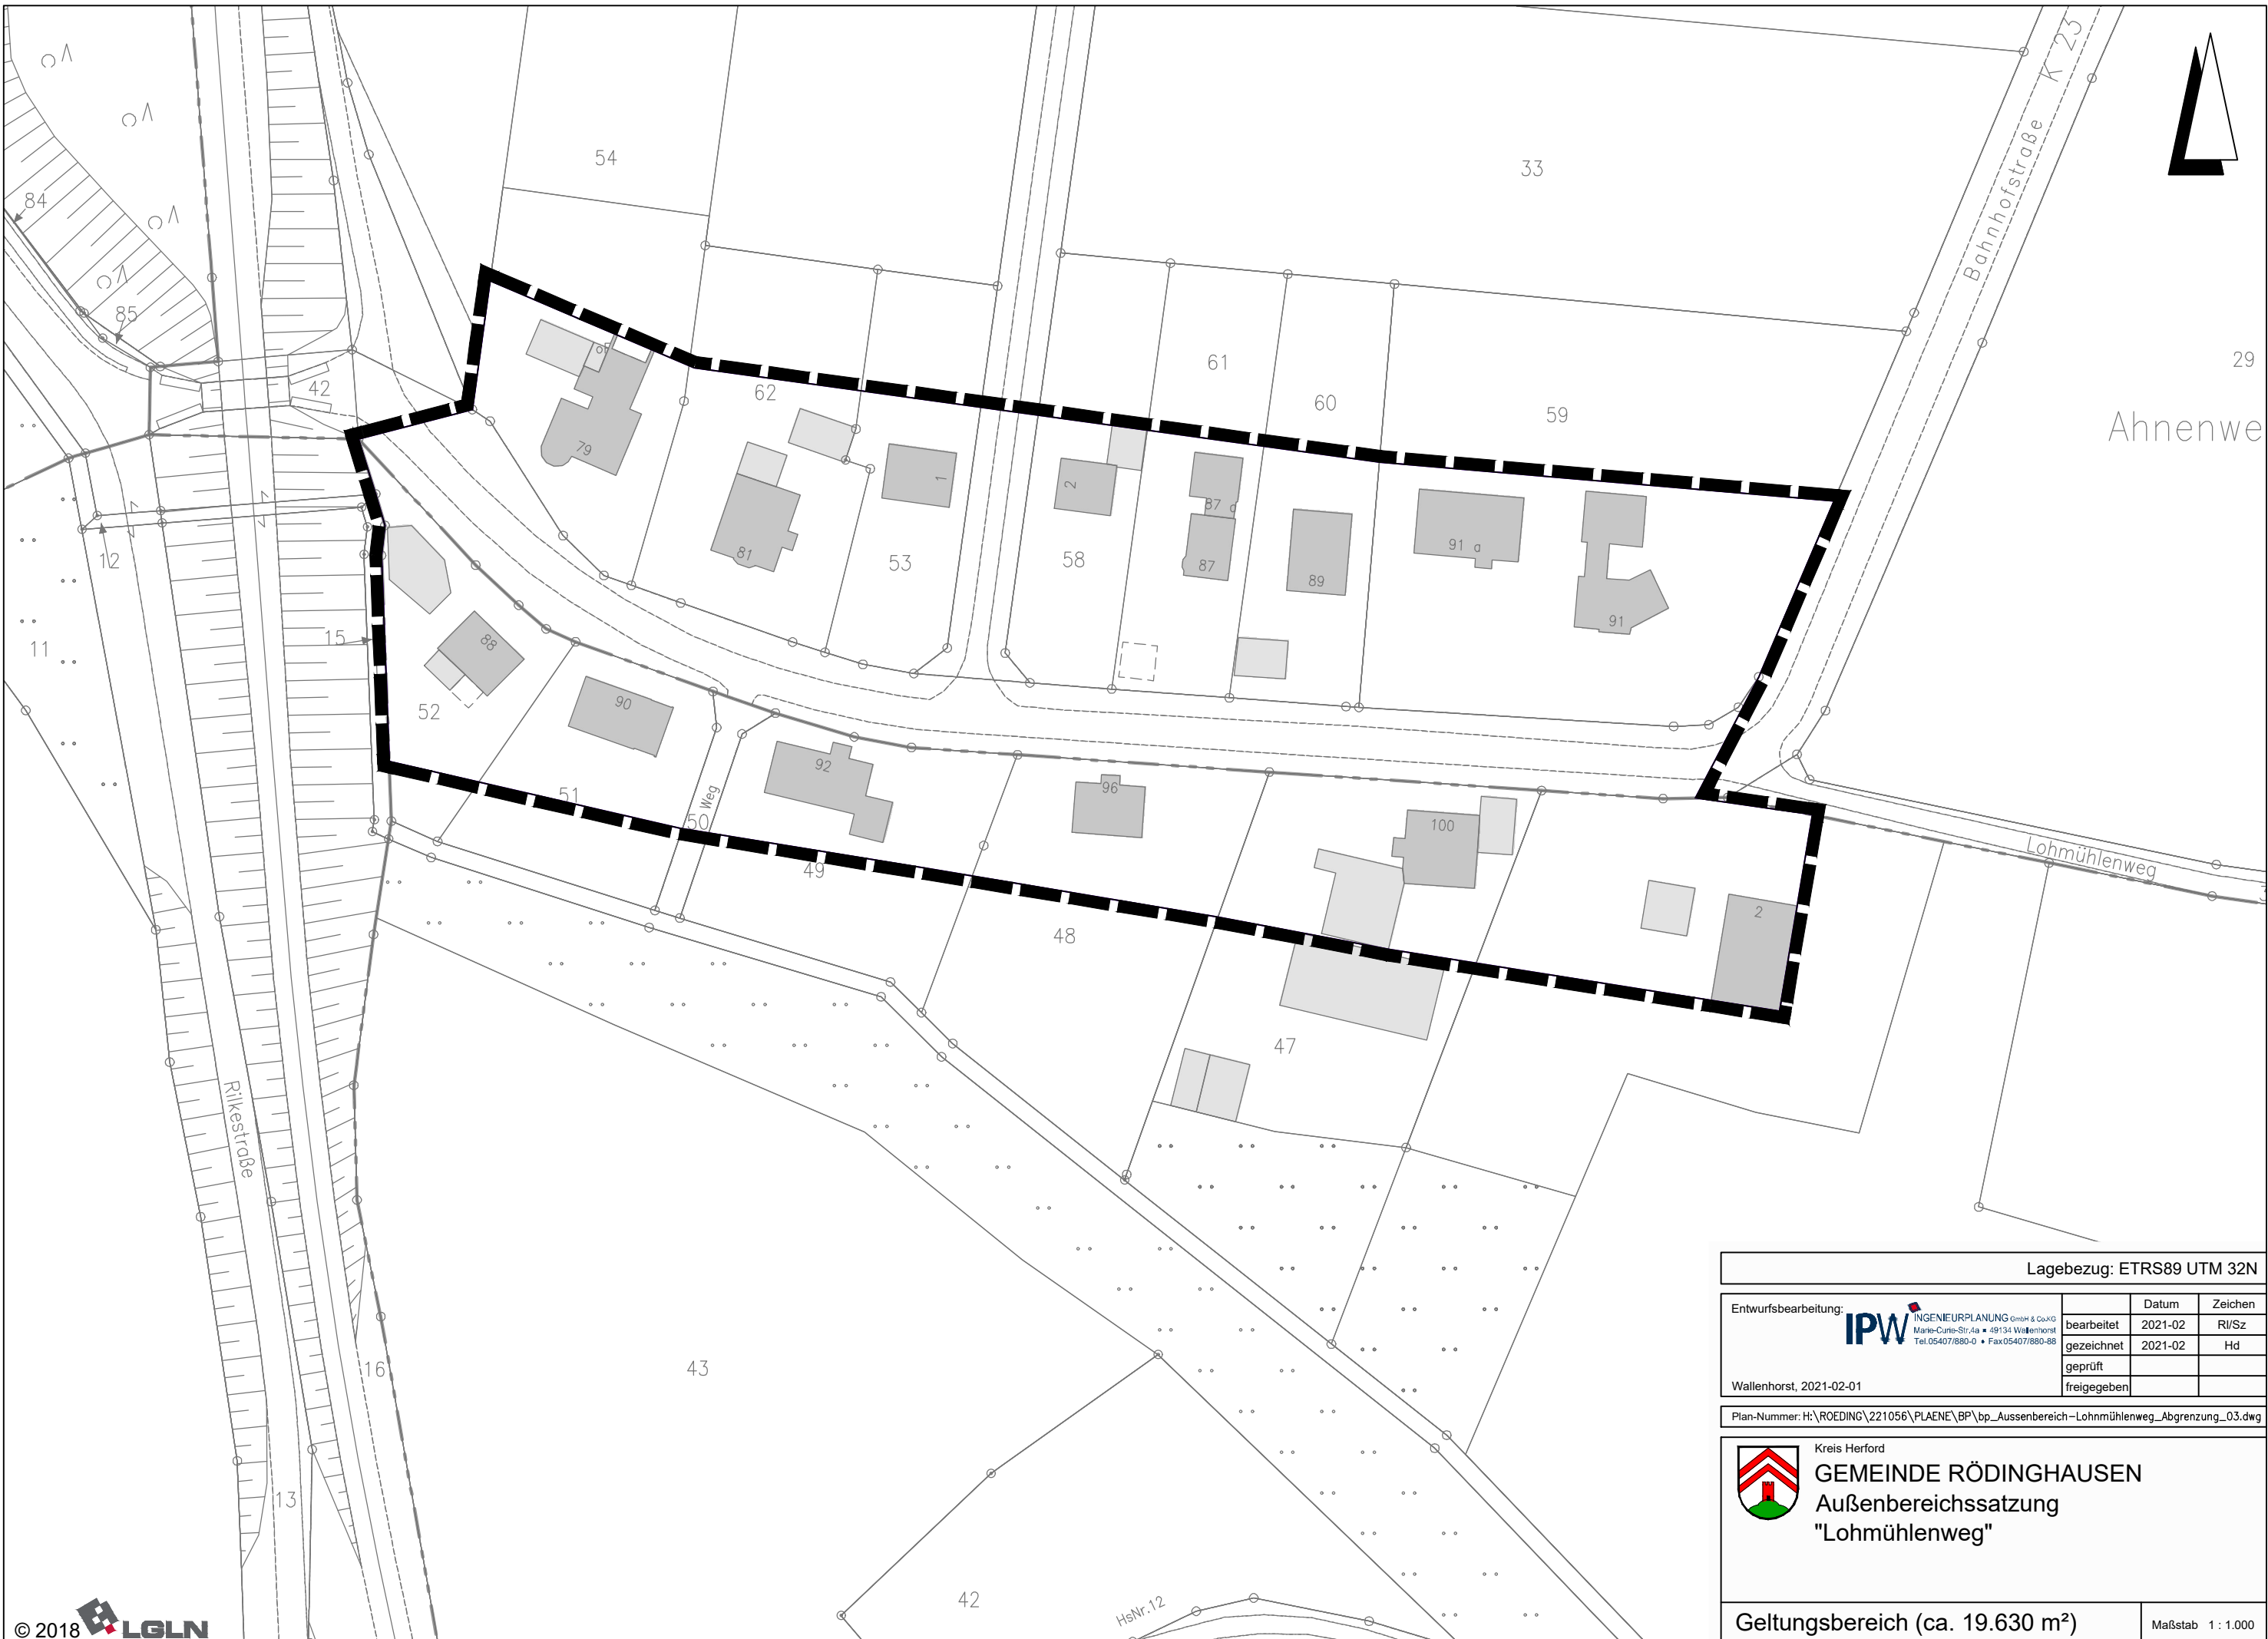 K 23
54
33
Bahnhofstraße
84
85
29
61
62
42
60
59
Ahnenwe
79
1
2
87 a
81
53
58
87
91 a
12
89
91
15
88
11
52
90
92
51
Weg
96
50
100
Lohmühlenweg
49
2
48
47
Rilkestraße
16
43
13
42
HsNr.12
Lagebezug: ETRS89 UTM 32N
Entwurfsbearbeitung:
IPW INGENIEURPLANUNG GmbH & Co.KG
Marie-Curie-Str.4a ▪ 49134 Wallenhorst
Tel.05407/880-0 • Fax05407/880-88
Wallenhorst, 2021-02-01
Datum Zeichen
bearbeitet 2021-02 RI/Sz
gezeichnet 2021-02 Hd
geprüft
freigegeben
Plan-Nummer: H:\ROEDING\221056\PLAENE\BP\bp_Aussenbereich-Lohnmühlenweg_Abgrenzung_03.dwg
Kreis Herford
GEMEINDE RÖDINGHAUSEN
Außenbereichssatzung
"Lohmühlenweg"
Geltungsbereich (ca. 19.630 m²)
Maßstab 1 : 1.000
© 2018 LGLN